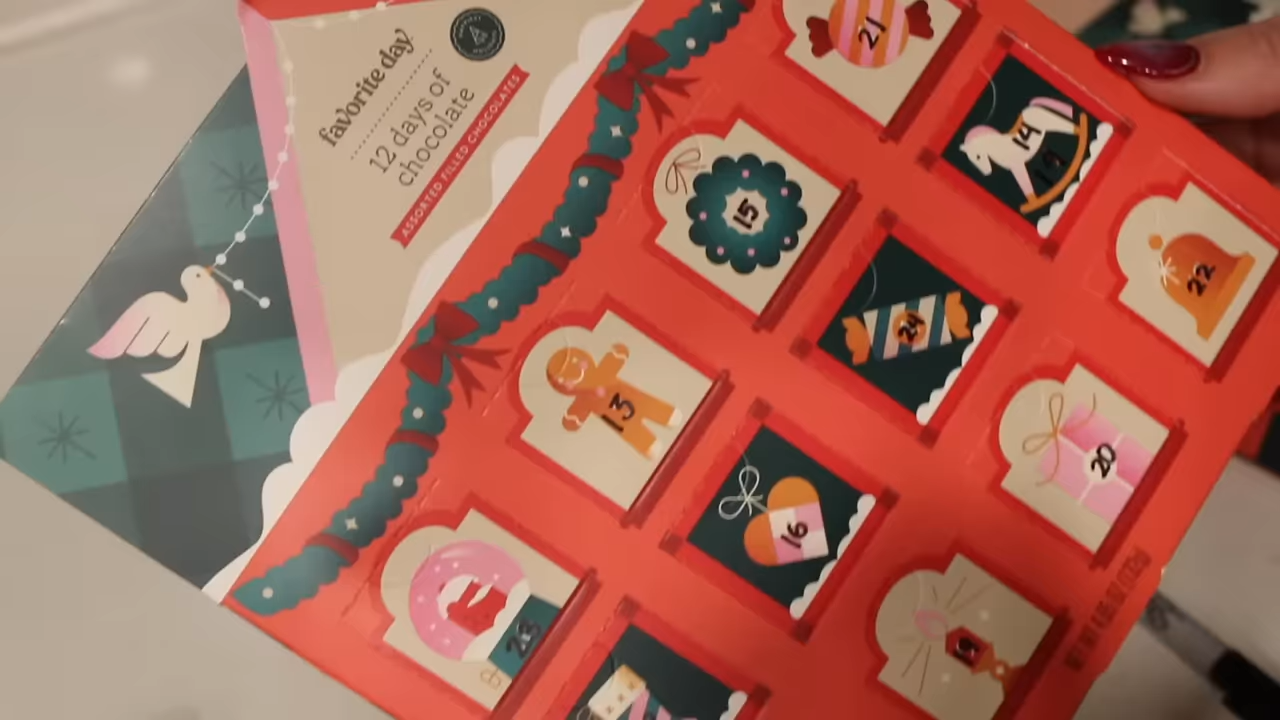 favorite day
12 days of
chocolate
ASSORTED FILLED CHOCOLATES
21
14
19
15
22
24
13
20
16
23
19